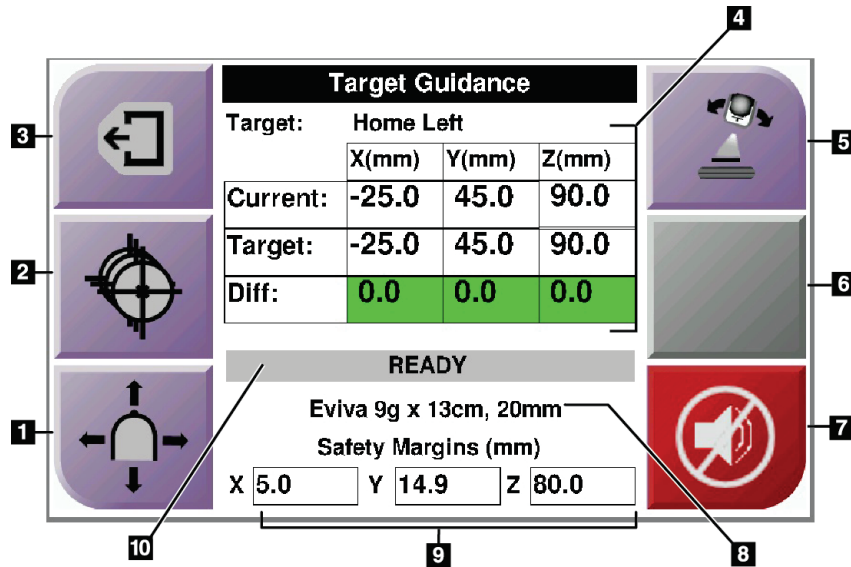 4
Target Guidance
3
Target: Home Left
5
X(mm) Y(mm) Z(mm)
Current: -25.0 45.0 90.0
Target: -25.0 45.0 90.0
2
6
Diff: 0.0 0.0 0.0
READY
Eviva 9g x 13cm, 20mm
1
7
Safety Margins (mm)
X 5.0 Y 14.9 Z 80.0
10
9
8